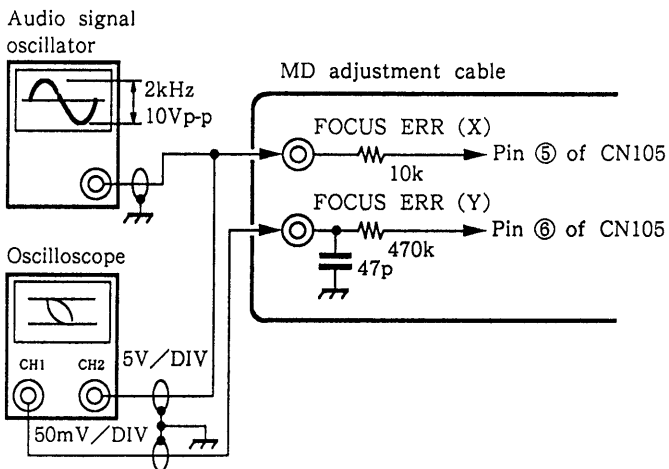 Audio signal
oscillator
2kHz
10Vp-p
MD adjustment cable
FOCUS ERR (X)
10k
Pin ⑤ of CN105
FOCUS ERR (Y)
470k
Pin ⑥ of CN105
47p
Oscilloscope
CH1
CH2
5V/DIV
50mV/DIV